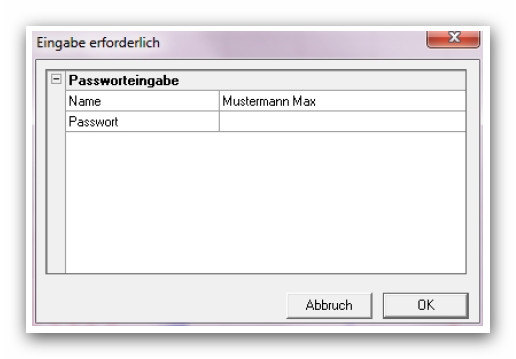 Eingabe erforderlich
Passworteingabe
Name Mustermann Max
Passwort
Abbruch OK